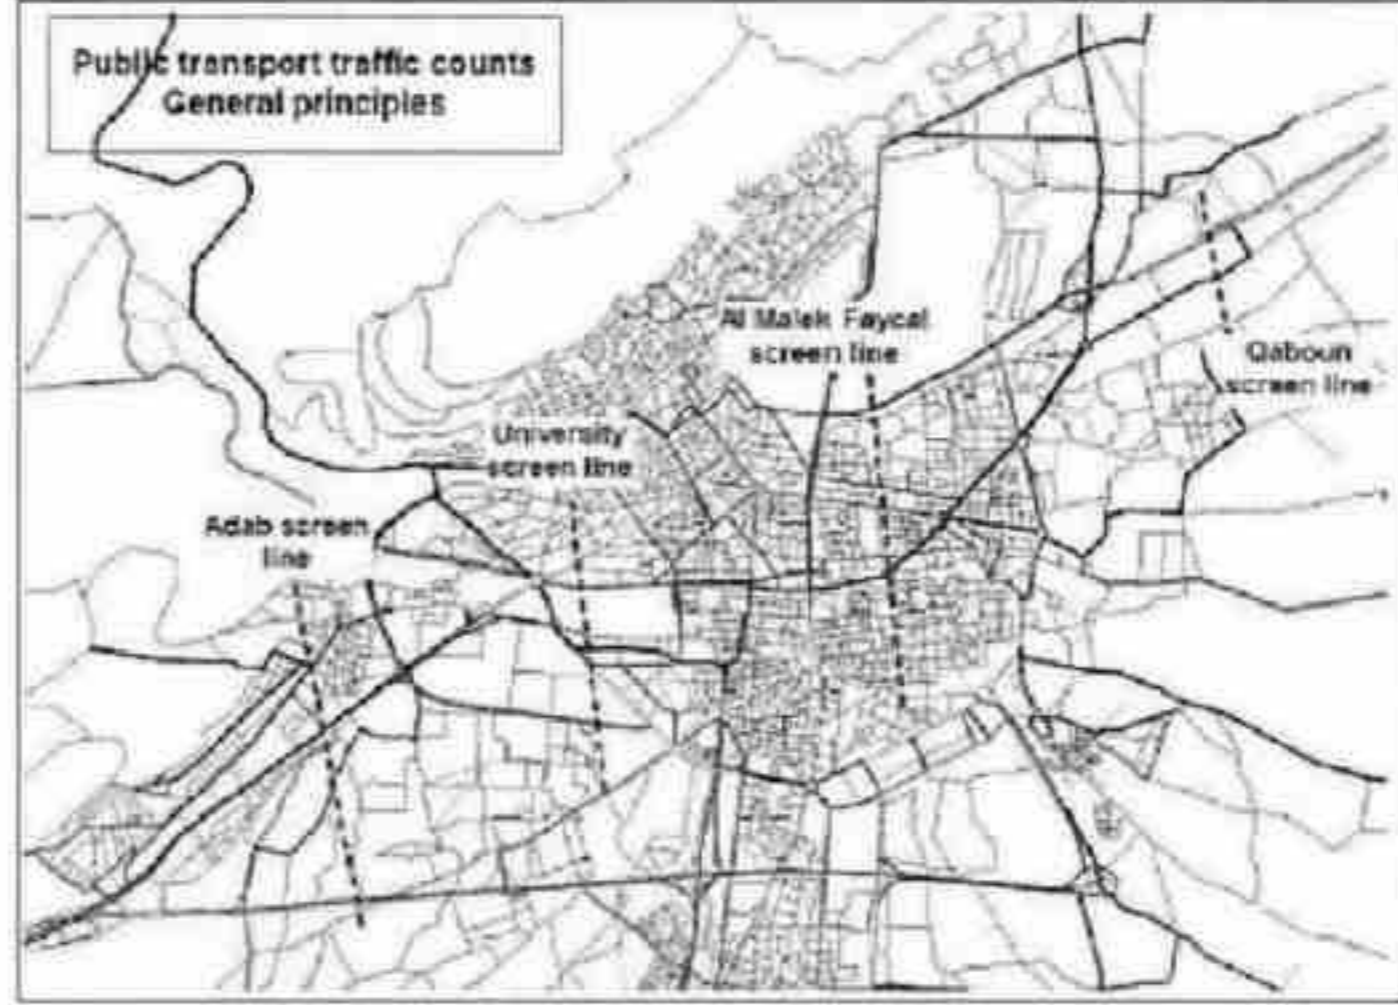 Public transport traffic counts
General principles
Al Malek Faycal
screen line
Qaboun
screen line
University
screen line
Adab screen
line